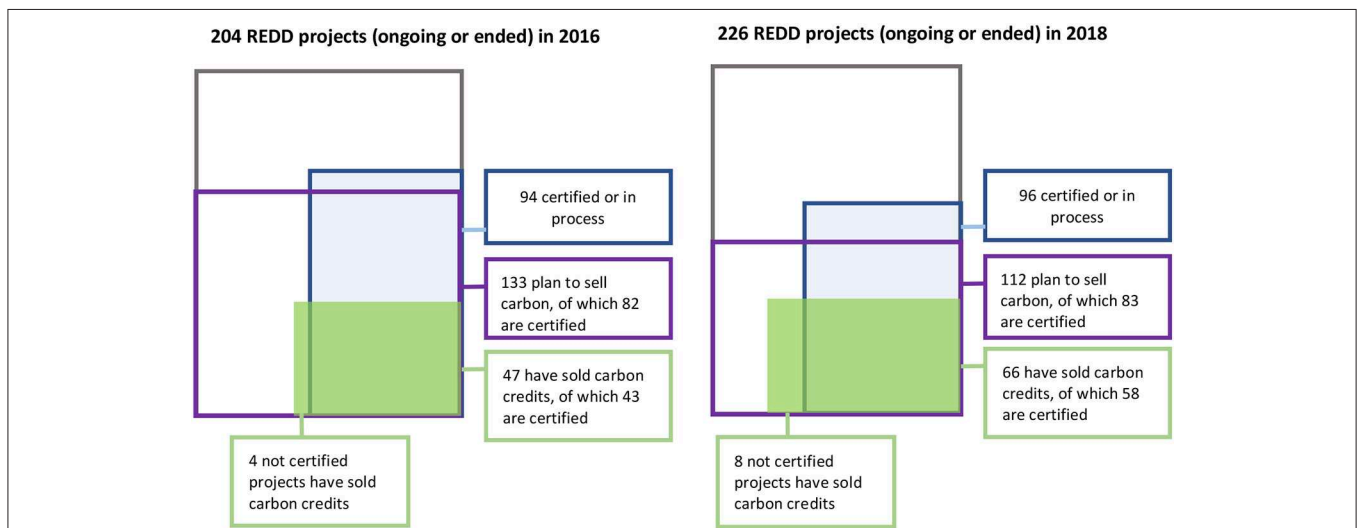 204 REDD projects (ongoing or ended) in 2016
94 certified or in
process
133 plan to sell
carbon, of which 82
are certified
47 have sold carbon
credits, of which 43
are certified
4 not certified
projects have sold
carbon credits
226 REDD projects (ongoing or ended) in 2018
96 certified or in
process
112 plan to sell
carbon, of which 83
are certified
66 have sold carbon
credits, of which 58
are certified
8 not certified
projects have sold
carbon credits